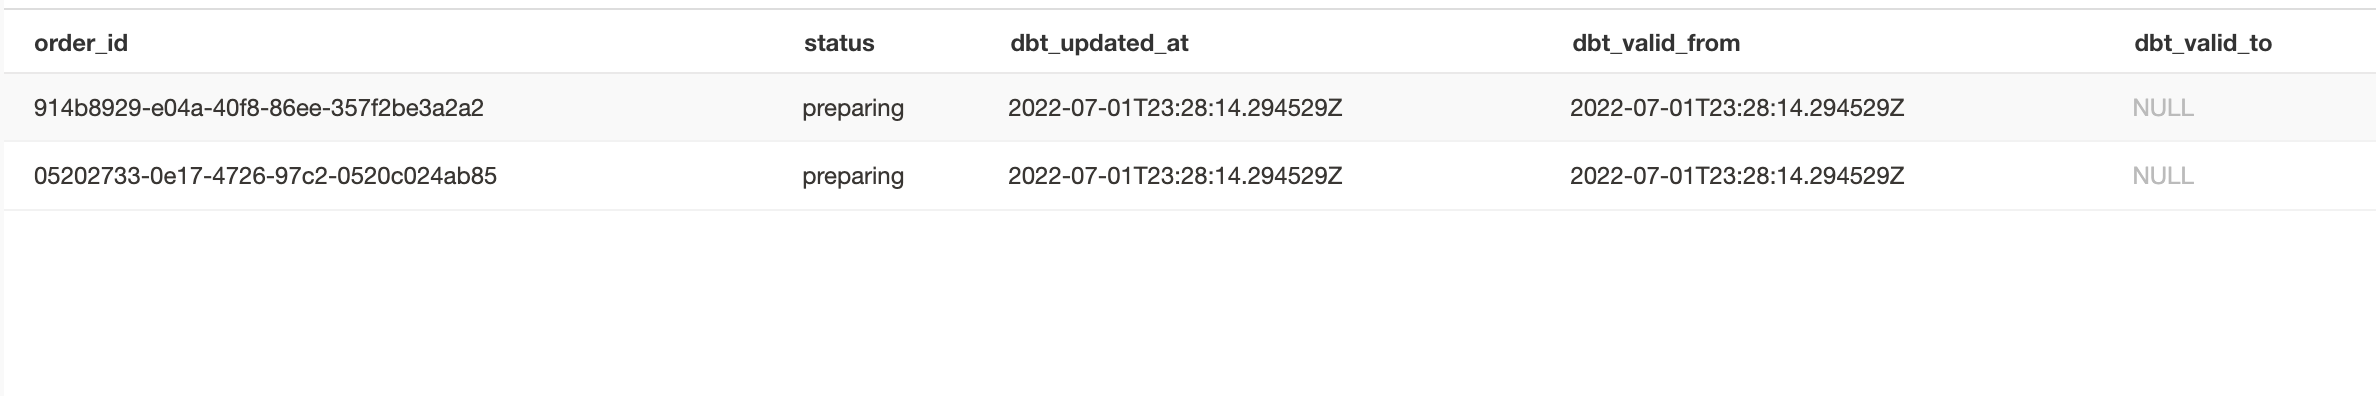 order_id status dbt_updated_at dbt_valid_from dbt_valid_to
914b8929-e04a-40f8-86ee-357f2be3a2a2 preparing 2022-07-01T23:28:14.294529Z 2022-07-01T23:28:14.294529Z NULL
05202733-0e17-4726-97c2-0520c024ab85 preparing 2022-07-01T23:28:14.294529Z 2022-07-01T23:28:14.294529Z NULL